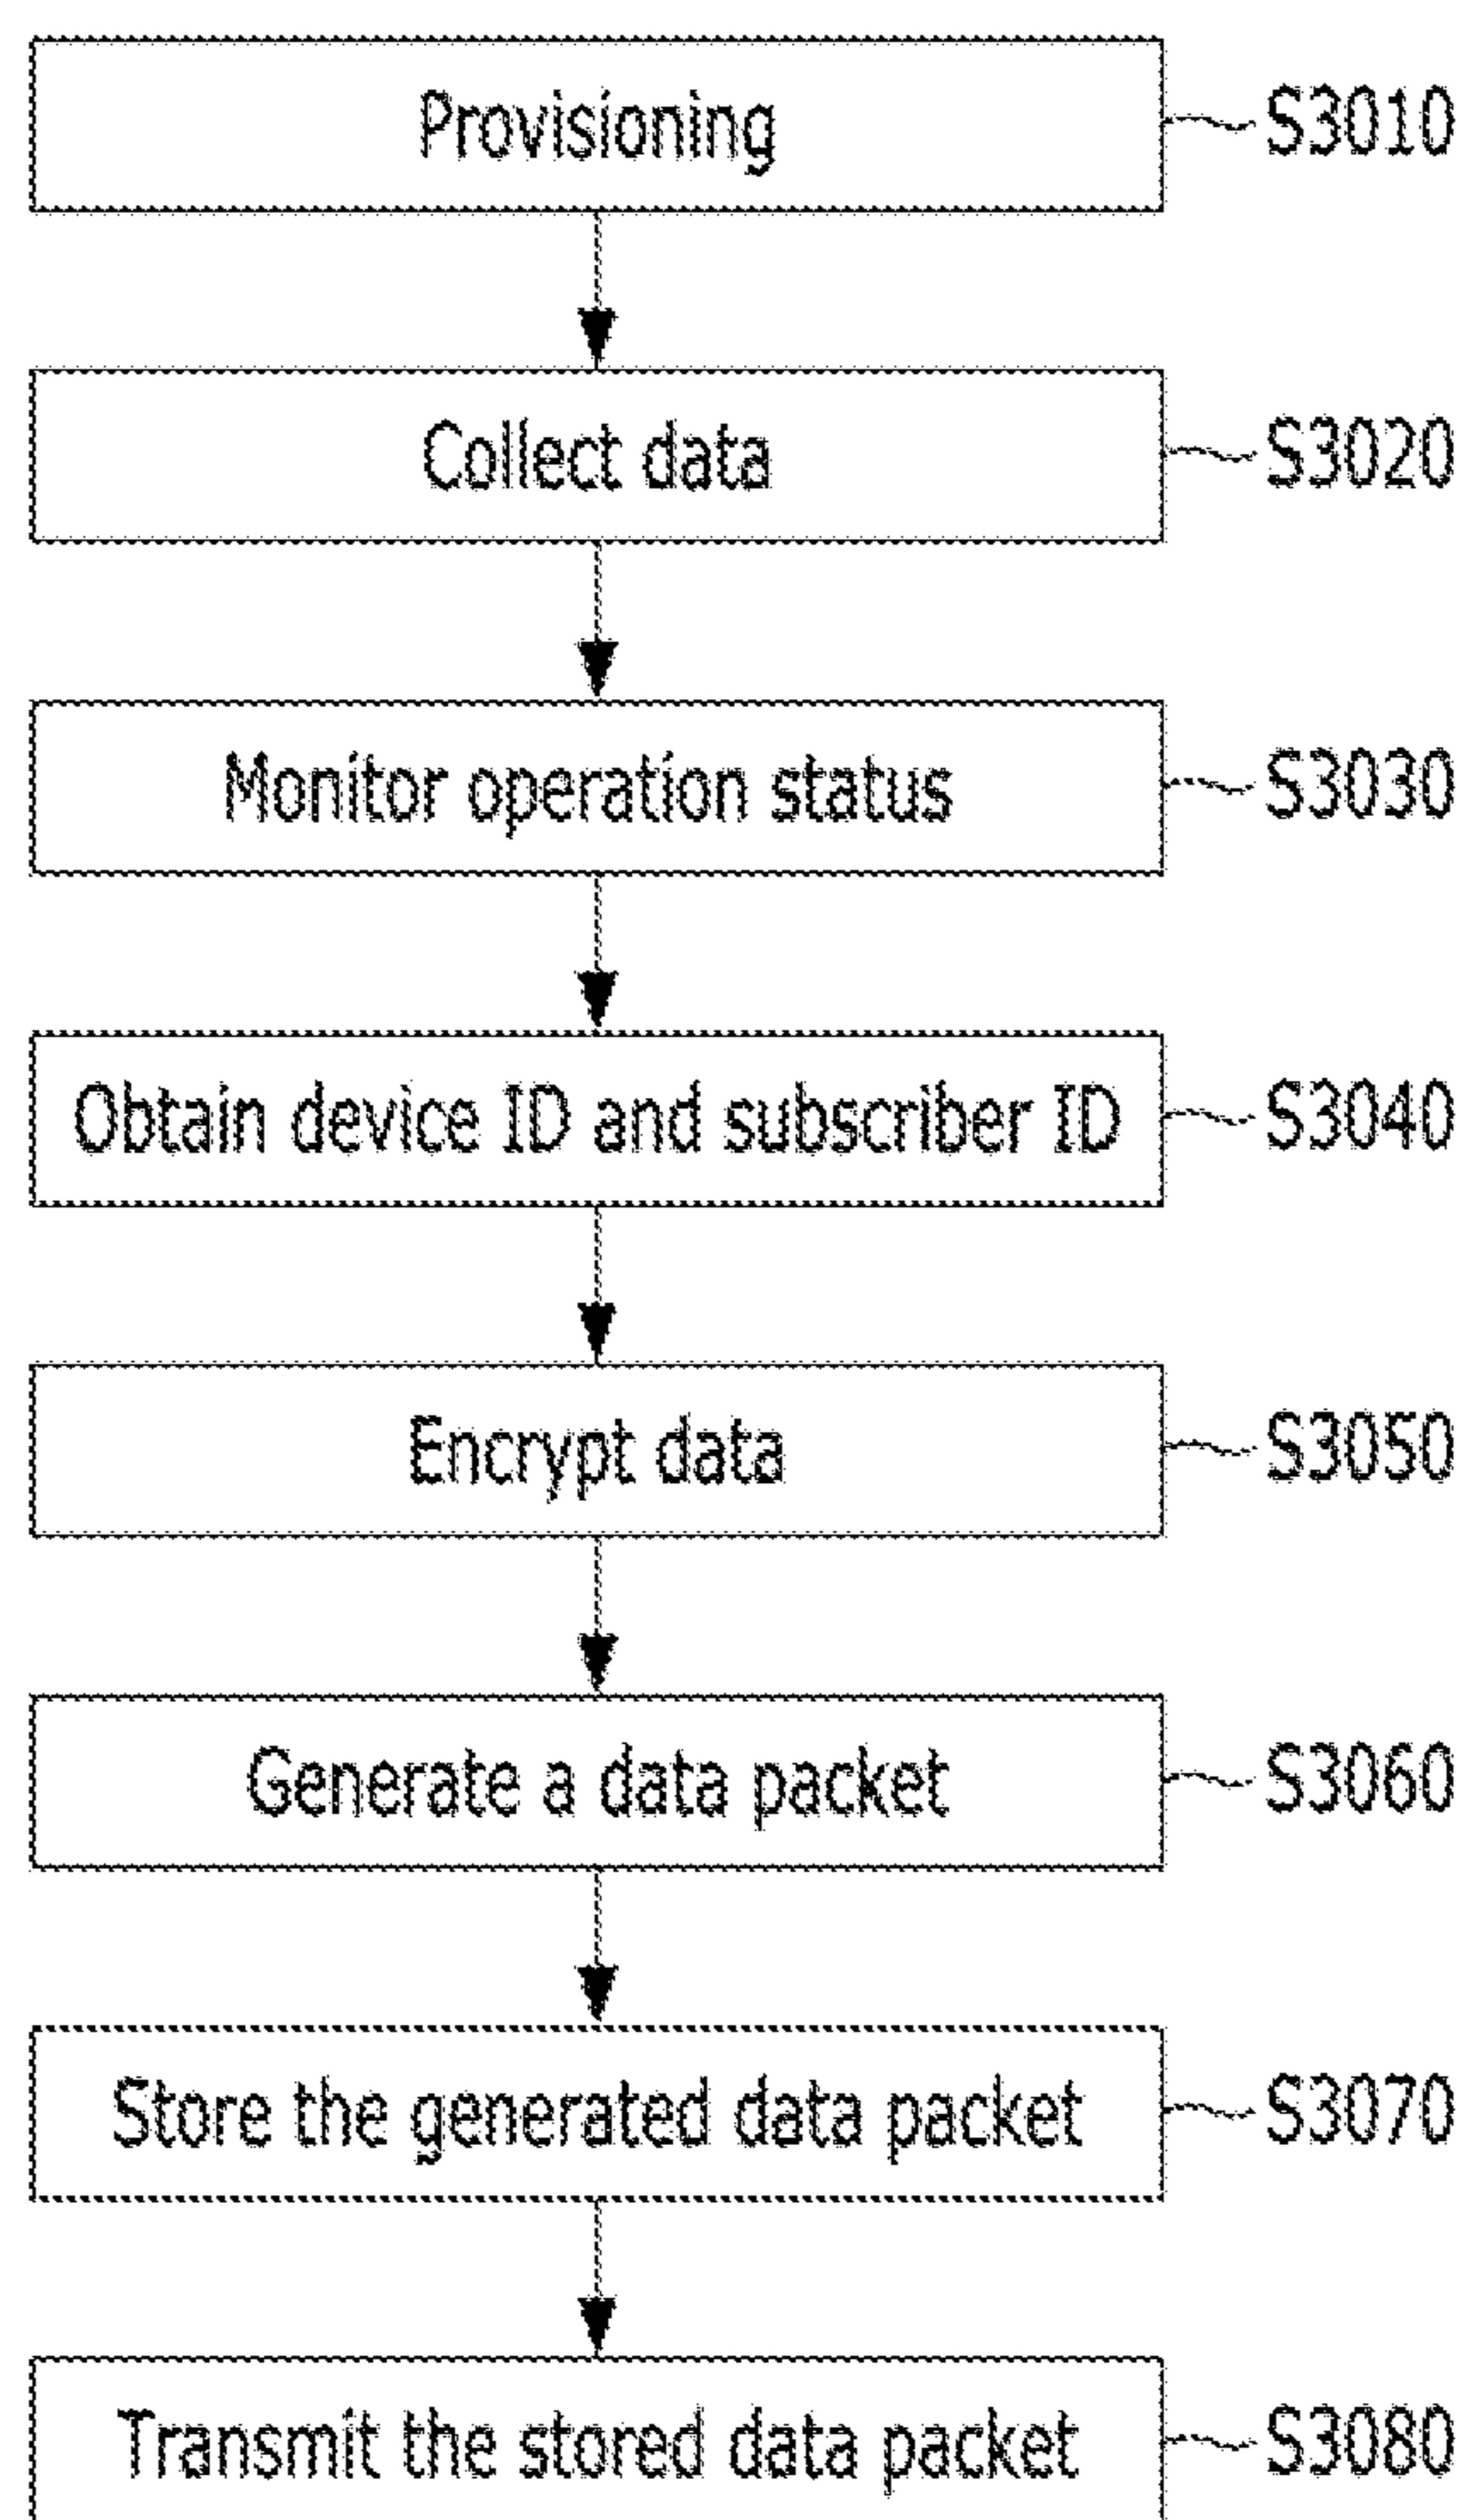 Provisioning S3010
Collect data S3020
Monitor operation status S3030
Obtain device ID and subscriber ID S3040
Encrypt data S3050
Generate a data packet S3060
Store the generated data packet S3070
Transmit the stored data packet S3080